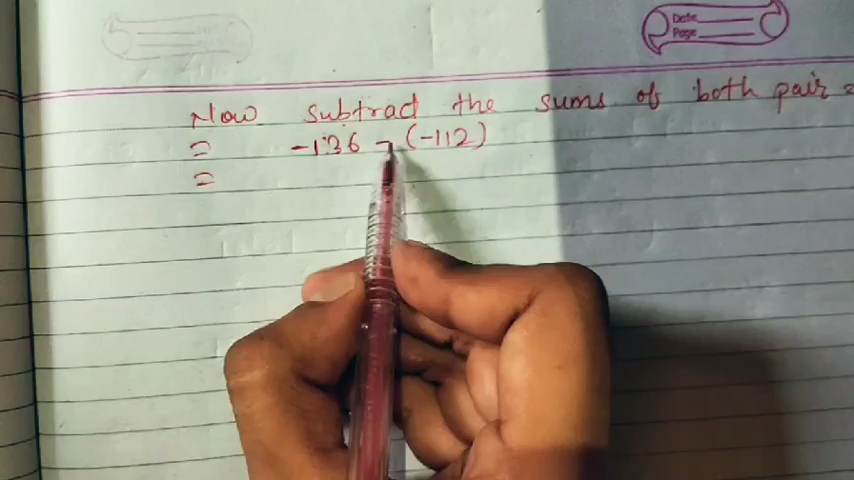 Date
Page
Now subtract the sums of both pair =
= -136 - (-112)
=